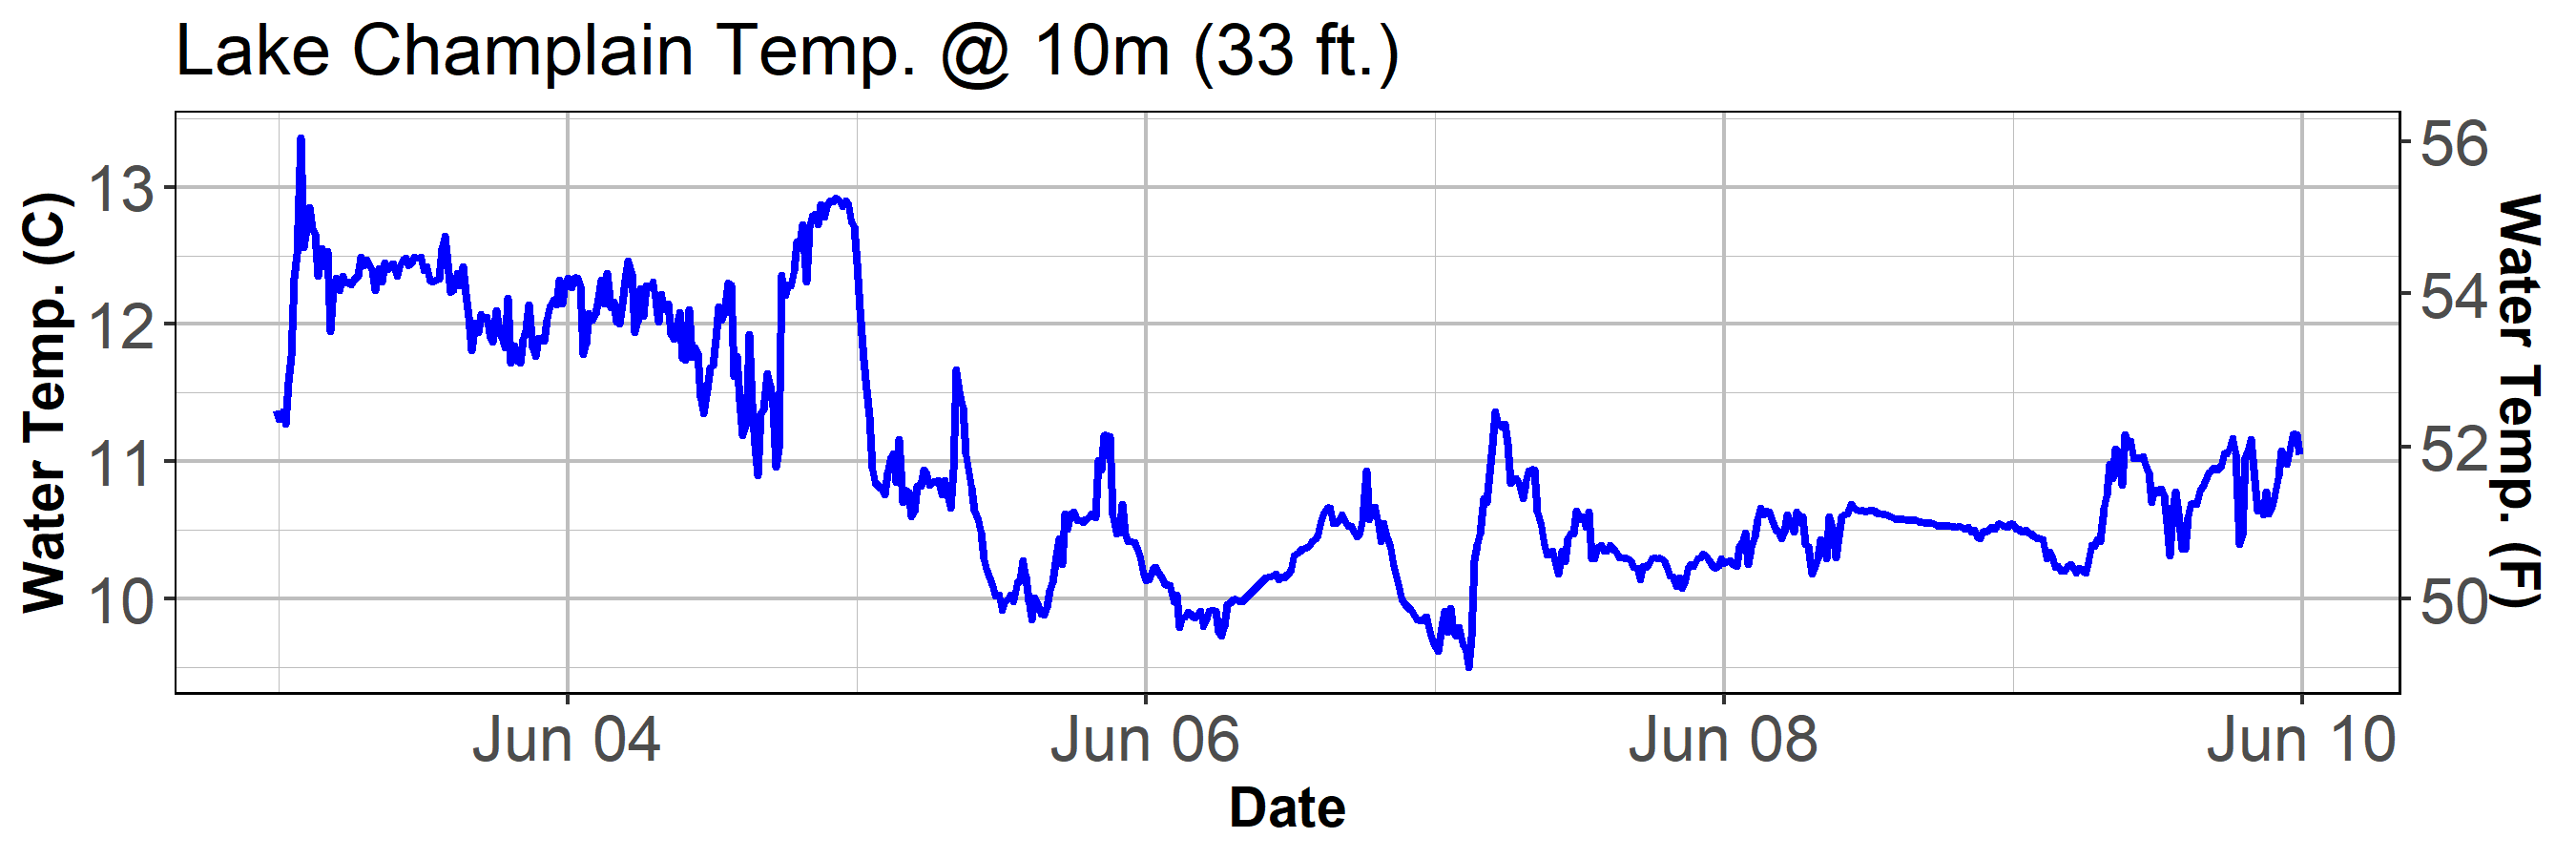 Lake Champlain Temp. @ 10m (33 ft.)
Water Temp. (C)
13
12
11
10
56
54
52
50
Water Temp. (F)
Jun 04
Jun 06
Jun 08
Jun 10
Date